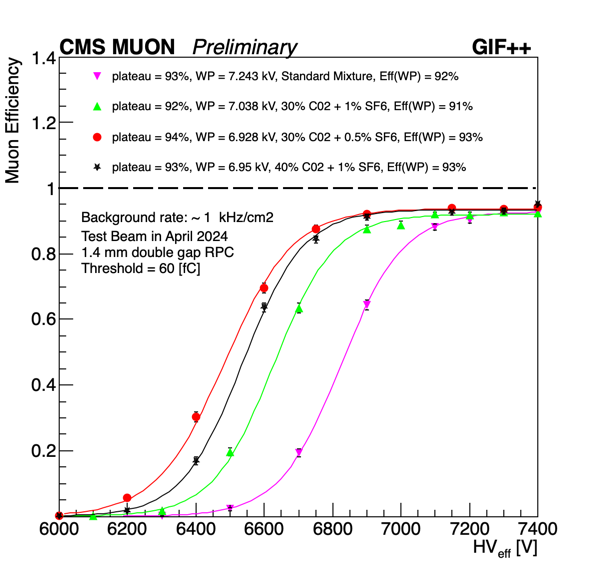 CMS MUON Preliminary GIF++
plateau = 93%, WP = 7.243 kV, Standard Mixture, Eff(WP) = 92%
plateau = 92%, WP = 7.038 kV, 30% C02 + 1% SF6, Eff(WP) = 91%
plateau = 94%, WP = 6.928 kV, 30% C02 + 0.5% SF6, Eff(WP) = 93%
plateau = 93%, WP = 6.95 kV, 40% C02 + 1% SF6, Eff(WP) = 93%
Background rate: ~ 1 kHz/cm2
Test Beam in April 2024
1.4 mm double gap RPC
Threshold = 60 [fC]
Muon Efficiency
1.4
1.2
1
0.8
0.6
0.4
0.2
6000 6200 6400 6600 6800 7000 7200 7400
HVeff [V]